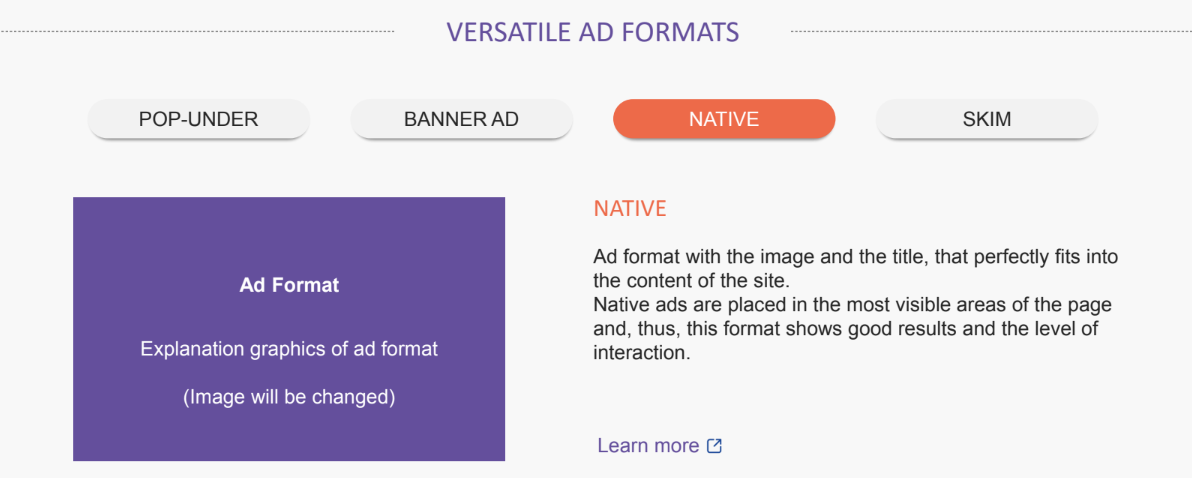 VERSATILE AD FORMATS
POP-UNDER
BANNER AD
NATIVE
SKIM
Ad Format
Explanation graphics of ad format
(Image will be changed)
NATIVE
Ad format with the image and the title, that perfectly fits into
the content of the site.
Native ads are placed in the most visible areas of the page
and, thus, this format shows good results and the level of
interaction.
Learn more